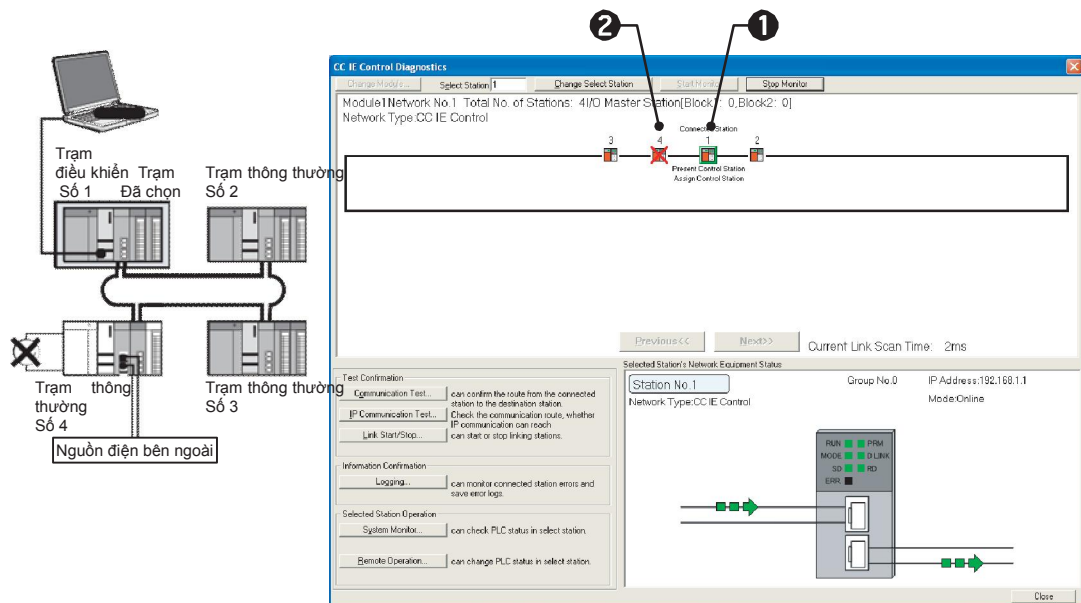 2
1
Trạm
điều khiển
Số 1
Trạm
Đã chọn
Trạm thông thường
Số 2
Trạm thông
thường
Số 4
Trạm thông thường
Số 3
Nguồn điện bên ngoài
CC IE Control Diagnostics
Change Module...
Select Station
1
Change Select Station
Start Monitor
Stop Monitor
Module1 Network No.1 Total No. of Stations: 4I/O Master Station[Block1: 0,Block2: 0]
Network Type:CC IE Control
Connected Station
3
4
1
2
Present Control Station
Assign Control Station
Previous<<
Next>>
Current Link Scan Time: 2ms
Test Confirmation
Communication Test...
can confirm the route from the connected
station to the destination station.
IP Communication Test...
Check the communication route, whether
IP communication can reach
Link Start/Stop...
can start or stop linking stations.
Information Confirmation
Logging...
can monitor connected station errors and
save error logs.
Selected Station Operation
System Monitor...
can check PLC status in select station.
Remote Operation...
can change PLC status in select station.
Selected Station's Network Equipment Status
Station No.1
Group No.0
IP Address:192.168.1.1
Network Type:CC IE Control
Mode:Online
RUN
PRM
MODE
D LINK
SD
RD
ERR.
Close